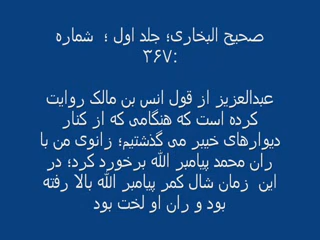 صحیح البخاری؛ جلد اول ؛ شماره
۳۶۷:
عبدالعزیز از قول انس بن مالک روایت
کرده است که هنگامی که از کنار
دیوارهای خیبر می گذشتیم؛ زانوی من با
ران محمد پیامبر الله برخورد کرد؛ در
این زمان شال کمر پیامبر الله بالا رفته
بود و ران او لخت بود